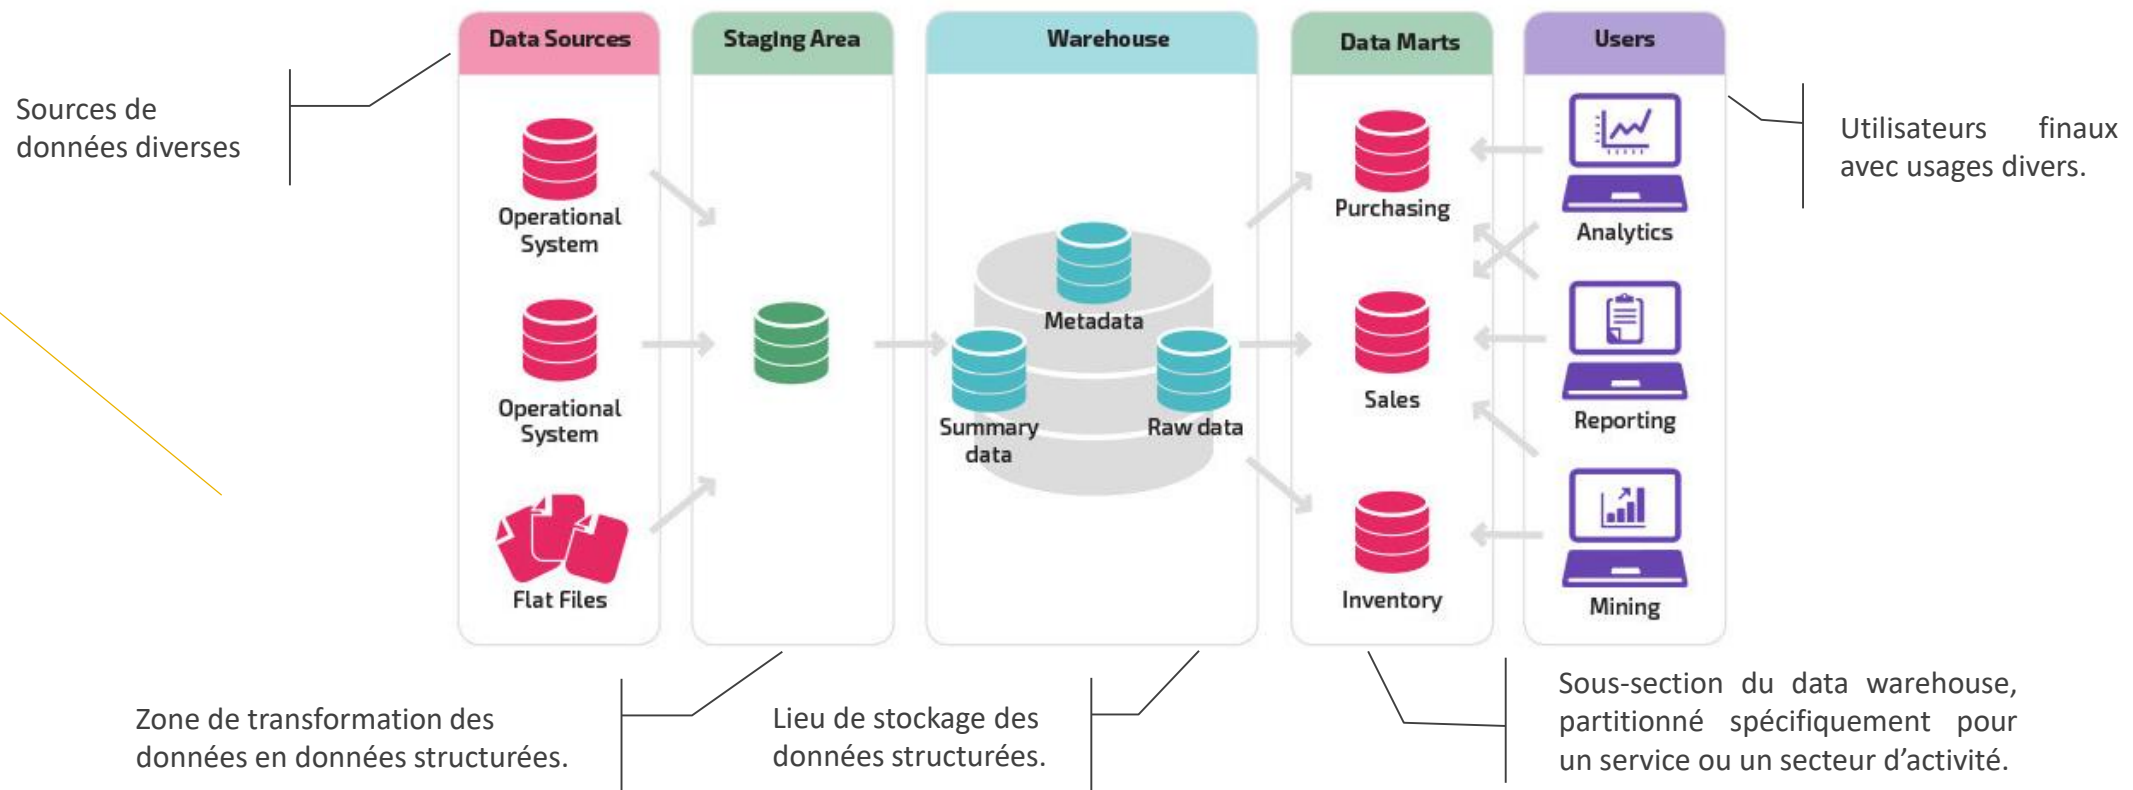 Data Sources
Staging Area
Warehouse
Data Marts
Users
Sources de
données diverses
Operational
System
Operational
System
Flat Files
Metadata
Summary
data
Raw data
Purchasing
Sales
Inventory
Analytics
Reporting
Mining
Utilisateurs finaux
avec usages divers.
Zone de transformation des
données en données structurées.
Lieu de stockage des
données structurées.
Sous-section du data warehouse,
partitionné spécifiquement pour
un service ou un secteur d’activité.